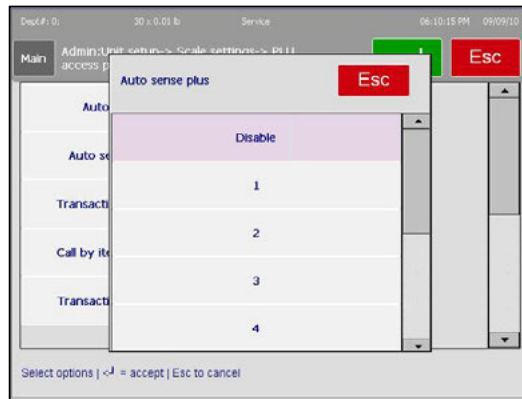 Dept#: 0: 30 x 0.01 lb Service 06:10:15 PM 09/09/10
Main Admin:Unit setup-> Scale settings-> PLU Esc
access p
Auto sense plus Esc
Auto
Disable
Auto se
1
Transacti
2
Call by ite
3
Transacti
4
Select options | <┘ = accept | Esc to cancel